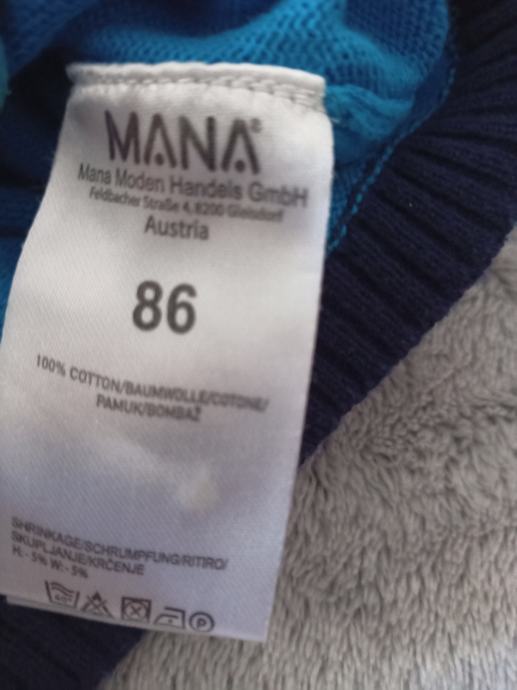 MANA®
Mana Moden Handels GmbH
Feldbacher Straße 4, 8200 Gleisdorf
Austria
86
100% COTTON/BAUMWOLLE/COTONE/
PAMUK/BOMBAŽ
SHRINKAGE/SCHRUMPFUNG/RITIRO/
SKUPLJANJE/KRČENJE
H: - 5% W: - 5%
40°
P